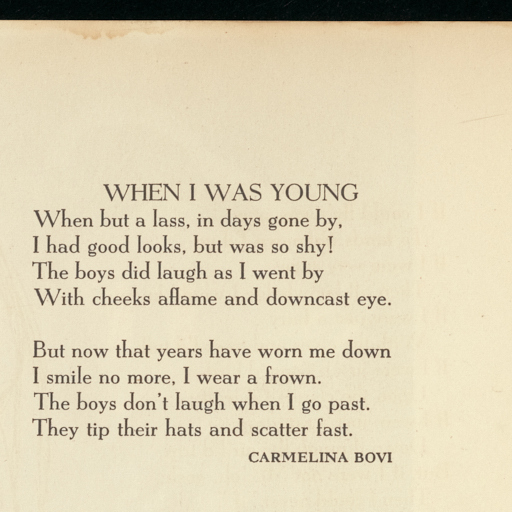 WHEN I WAS YOUNG
When but a lass, in days gone by,
I had good looks, but was so shy!
The boys did laugh as I went by
With cheeks aflame and downcast eye.
But now that years have worn me down
I smile no more, I wear a frown.
The boys don't laugh when I go past.
They tip their hats and scatter fast.
CARMELINA BOVI